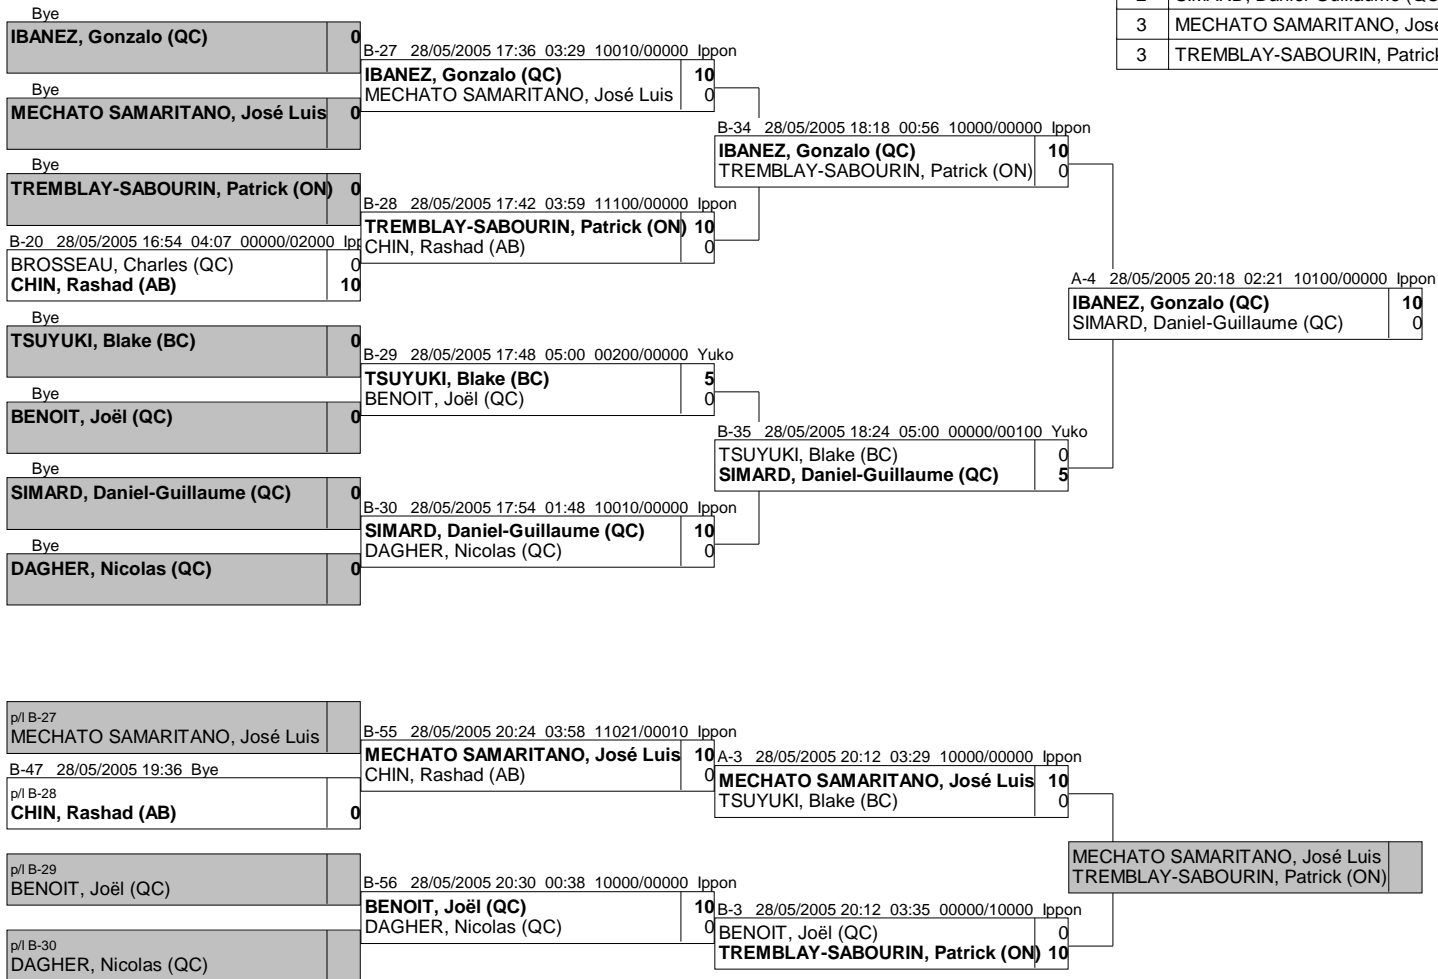 2 SIMARD, Daniel-Guillaume (QC)
3 MECHATO SAMARITANO, José
3 TREMBLAY-SABOURIN, Patrick
Bye
IBANEZ, Gonzalo (QC) 0
Bye
MECHATO SAMARITANO, José Luis 0
Bye
TREMBLAY-SABOURIN, Patrick (ON) 0
B-20 28/05/2005 16:54 04:07 00000/02000 Ipp
BROSSEAU, Charles (QC) 0
CHIN, Rashad (AB) 10
Bye
TSUYUKI, Blake (BC) 0
Bye
BENOIT, Joël (QC) 0
Bye
SIMARD, Daniel-Guillaume (QC) 0
Bye
DAGHER, Nicolas (QC) 0
B-27 28/05/2005 17:36 03:29 10010/00000 Ippon
IBANEZ, Gonzalo (QC) 10
MECHATO SAMARITANO, José Luis 0
B-28 28/05/2005 17:42 03:59 11100/00000 Ippon
TREMBLAY-SABOURIN, Patrick (ON) 10
CHIN, Rashad (AB) 0
B-29 28/05/2005 17:48 05:00 00200/00000 Yuko
TSUYUKI, Blake (BC) 5
BENOIT, Joël (QC) 0
B-30 28/05/2005 17:54 01:48 10010/00000 Ippon
SIMARD, Daniel-Guillaume (QC) 10
DAGHER, Nicolas (QC) 0
B-34 28/05/2005 18:18 00:56 10000/00000 Ippon
IBANEZ, Gonzalo (QC) 10
TREMBLAY-SABOURIN, Patrick (ON) 0
B-35 28/05/2005 18:24 05:00 00000/00100 Yuko
TSUYUKI, Blake (BC) 0
SIMARD, Daniel-Guillaume (QC) 5
A-4 28/05/2005 20:18 02:21 10100/00000 Ippon
IBANEZ, Gonzalo (QC) 10
SIMARD, Daniel-Guillaume (QC) 0
p/l B-27
MECHATO SAMARITANO, José Luis
B-47 28/05/2005 19:36 Bye
p/l B-28
CHIN, Rashad (AB) 0
p/l B-29
BENOIT, Joël (QC)
p/l B-30
DAGHER, Nicolas (QC)
B-55 28/05/2005 20:24 03:58 11021/00010 Ippon
MECHATO SAMARITANO, José Luis 10
CHIN, Rashad (AB) 0
B-56 28/05/2005 20:30 00:38 10000/00000 Ippon
BENOIT, Joël (QC) 10
DAGHER, Nicolas (QC) 0
A-3 28/05/2005 20:12 03:29 10000/00000 Ippon
MECHATO SAMARITANO, José Luis 10
TSUYUKI, Blake (BC) 0
B-3 28/05/2005 20:12 03:35 00000/10000 Ippon
BENOIT, Joël (QC) 0
TREMBLAY-SABOURIN, Patrick (ON) 10
MECHATO SAMARITANO, José Luis
TREMBLAY-SABOURIN, Patrick (ON)